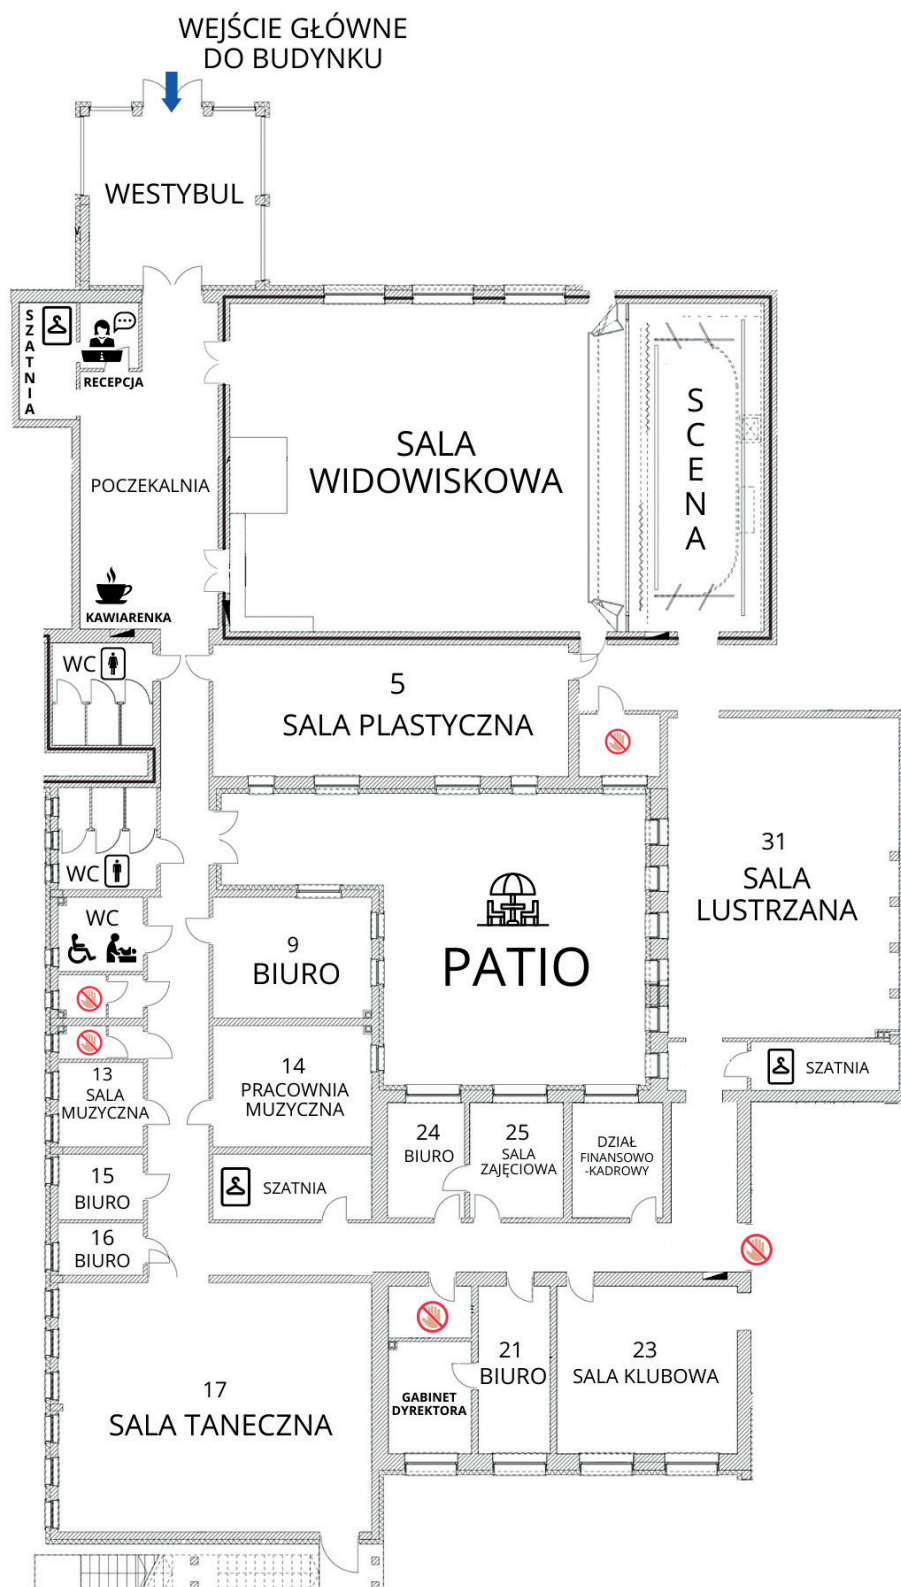 WEJŚCIE GŁÓWNE
DO BUDYNKU
WESTYBUL
SZATNIA
RECEPCJA
POCZEKALNIA
SALA
WIDOWISKOWA
SCENA
KAWIARENKA
WC
5
SALA PLASTYCZNA
WC
31
SALA
LUSTRZANA
WC
9
BIURO
PATIO
13
SALA
MUZYCZNA
14
PRACOWNIA
MUZYCZNA
SZATNIA
24
BIURO
25
SALA
ZAJĘCIOWA
DZIAŁ
FINANSOWO
-KADROWY
15
BIURO
SZATNIA
16
BIURO
21
BIURO
23
SALA KLUBOWA
GABINET
DYREKTORA
17
SALA TANECZNA